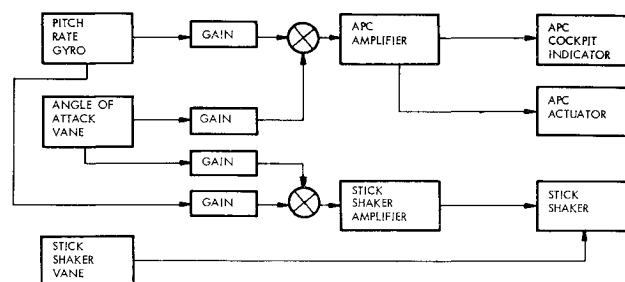 PITCH
RATE
GYRO
GAIN
APC
AMPLIFIER
APC
COCKPIT
INDICATOR
ANGLE OF
ATTACK
VANE
GAIN
APC
ACTUATOR
GAIN
GAIN
STICK
SHAKER
AMPLIFIER
STICK
SHAKER
STICK
SHAKER
VANE